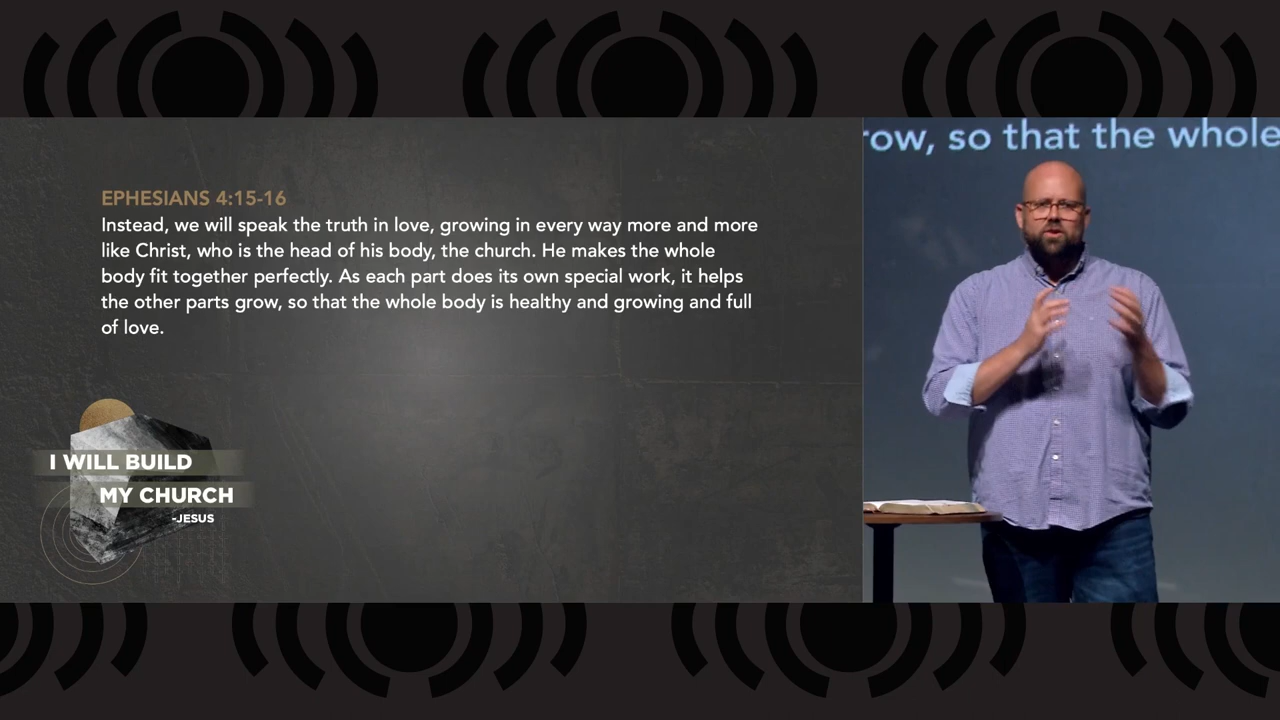 EPHESIANS 4:15-16
Instead, we will speak the truth in love, growing in every way more and more
like Christ, who is the head of his body, the church. He makes the whole
body fit together perfectly. As each part does its own special work, it helps
the other parts grow, so that the whole body is healthy and growing and full
of love.
I WILL BUILD
MY CHURCH
-JESUS
row, so that the whole